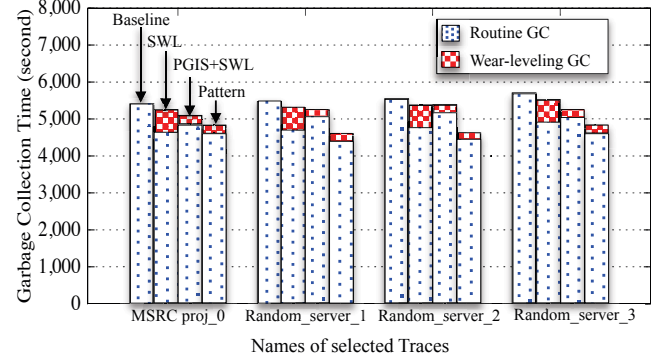 8,000
7,000
6,000
5,000
4,000
3,000
2,000
1,000
0
Garbage Collection Time (second)
Baseline
SWL
PGIS+SWL
Pattern
Routine GC
Wear-leveling GC
MSRC proj_0
Random_server_1
Random_server_2
Random_server_3
Names of selected Traces